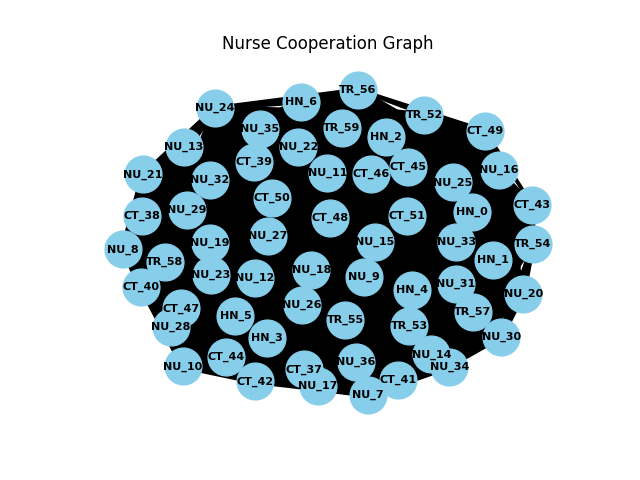 Nurse Cooperation Graph
TR_56
HN_6
NU_24
TR_52
NU_35
TR_59
CT_49
HN_2
NU_13
NU_22
CT_39
CT_45
NU_16
NU_11
CT_46
NU_21
NU_32
NU_25
CT_50
CT_43
NU_29
HN_0
CT_38
CT_48
CT_51
NU_27
NU_19
NU_15
NU_33
TR_54
NU_8
HN_1
TR_58
NU_18
NU_23
NU_12
NU_9
NU_31
CT_40
HN_4
NU_20
NU_26
CT_47
TR_57
HN_5
TR_55
NU_28
TR_53
HN_3
NU_30
NU_14
CT_44
NU_36
NU_10
NU_34
CT_37
CT_41
CT_42
NU_17
NU_7